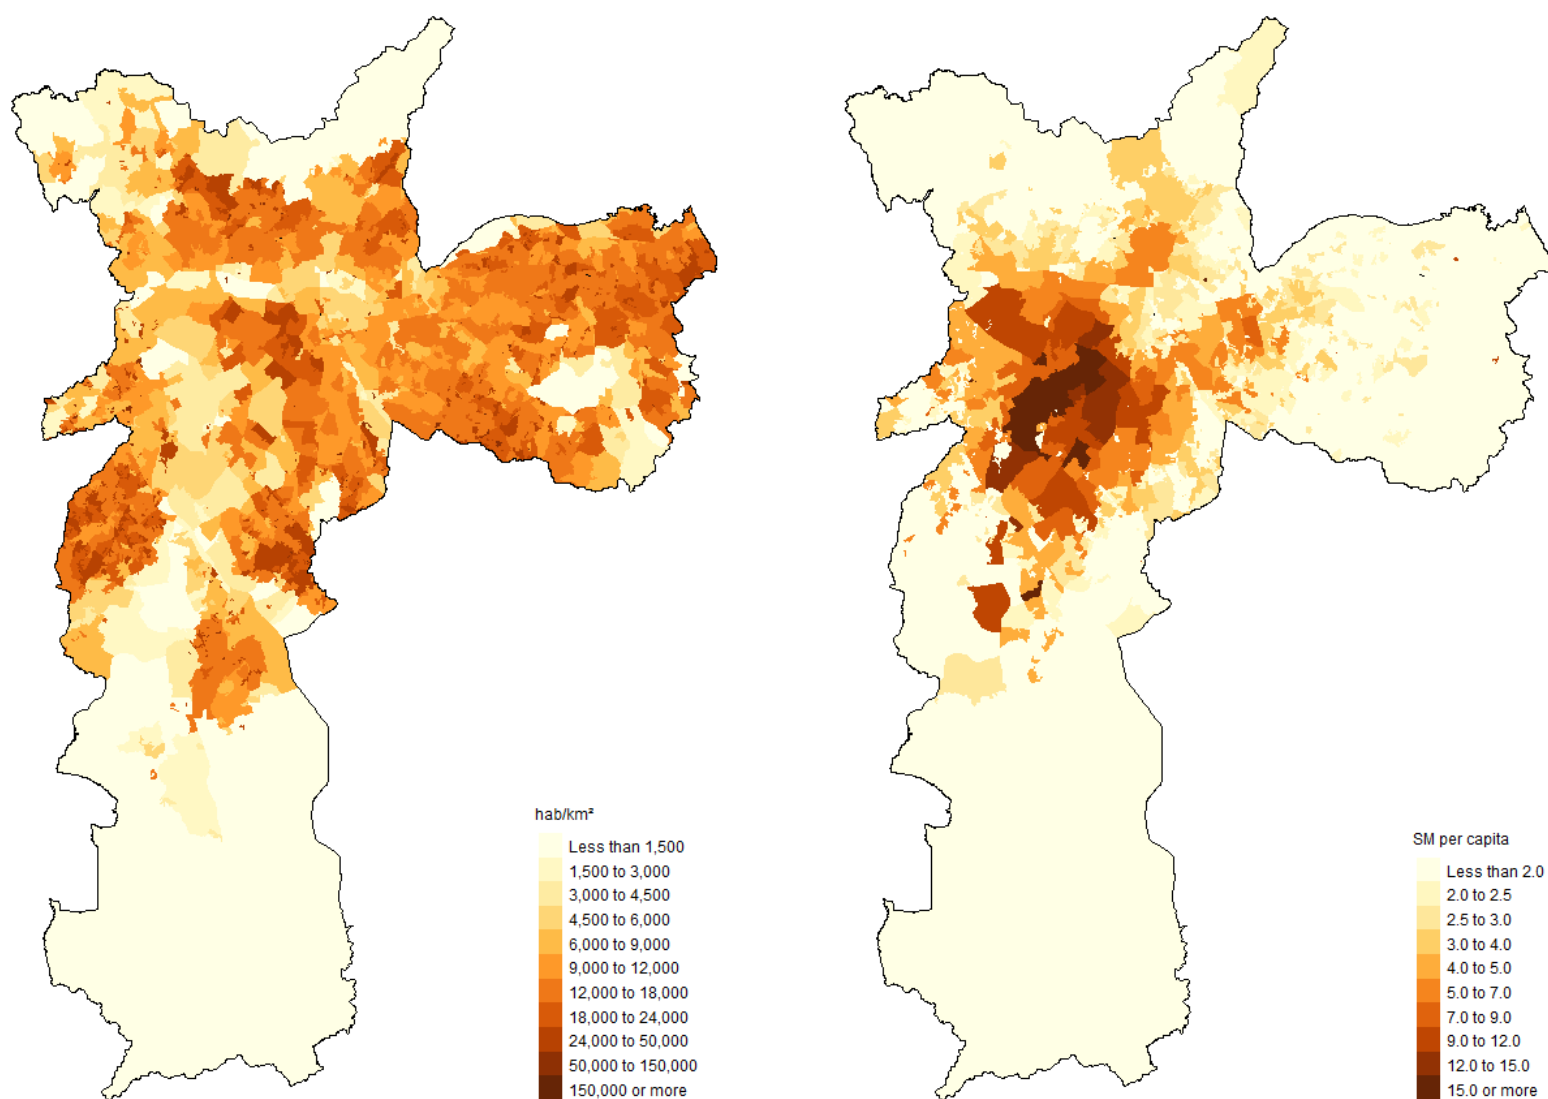 hab/km²
Less than 1,500
1,500 to 3,000
3,000 to 4,500
4,500 to 6,000
6,000 to 9,000
9,000 to 12,000
12,000 to 18,000
18,000 to 24,000
24,000 to 50,000
50,000 to 150,000
150,000 or more
SM per capita
Less than 2.0
2.0 to 2.5
2.5 to 3.0
3.0 to 4.0
4.0 to 5.0
5.0 to 7.0
7.0 to 9.0
9.0 to 12.0
12.0 to 15.0
15.0 or more